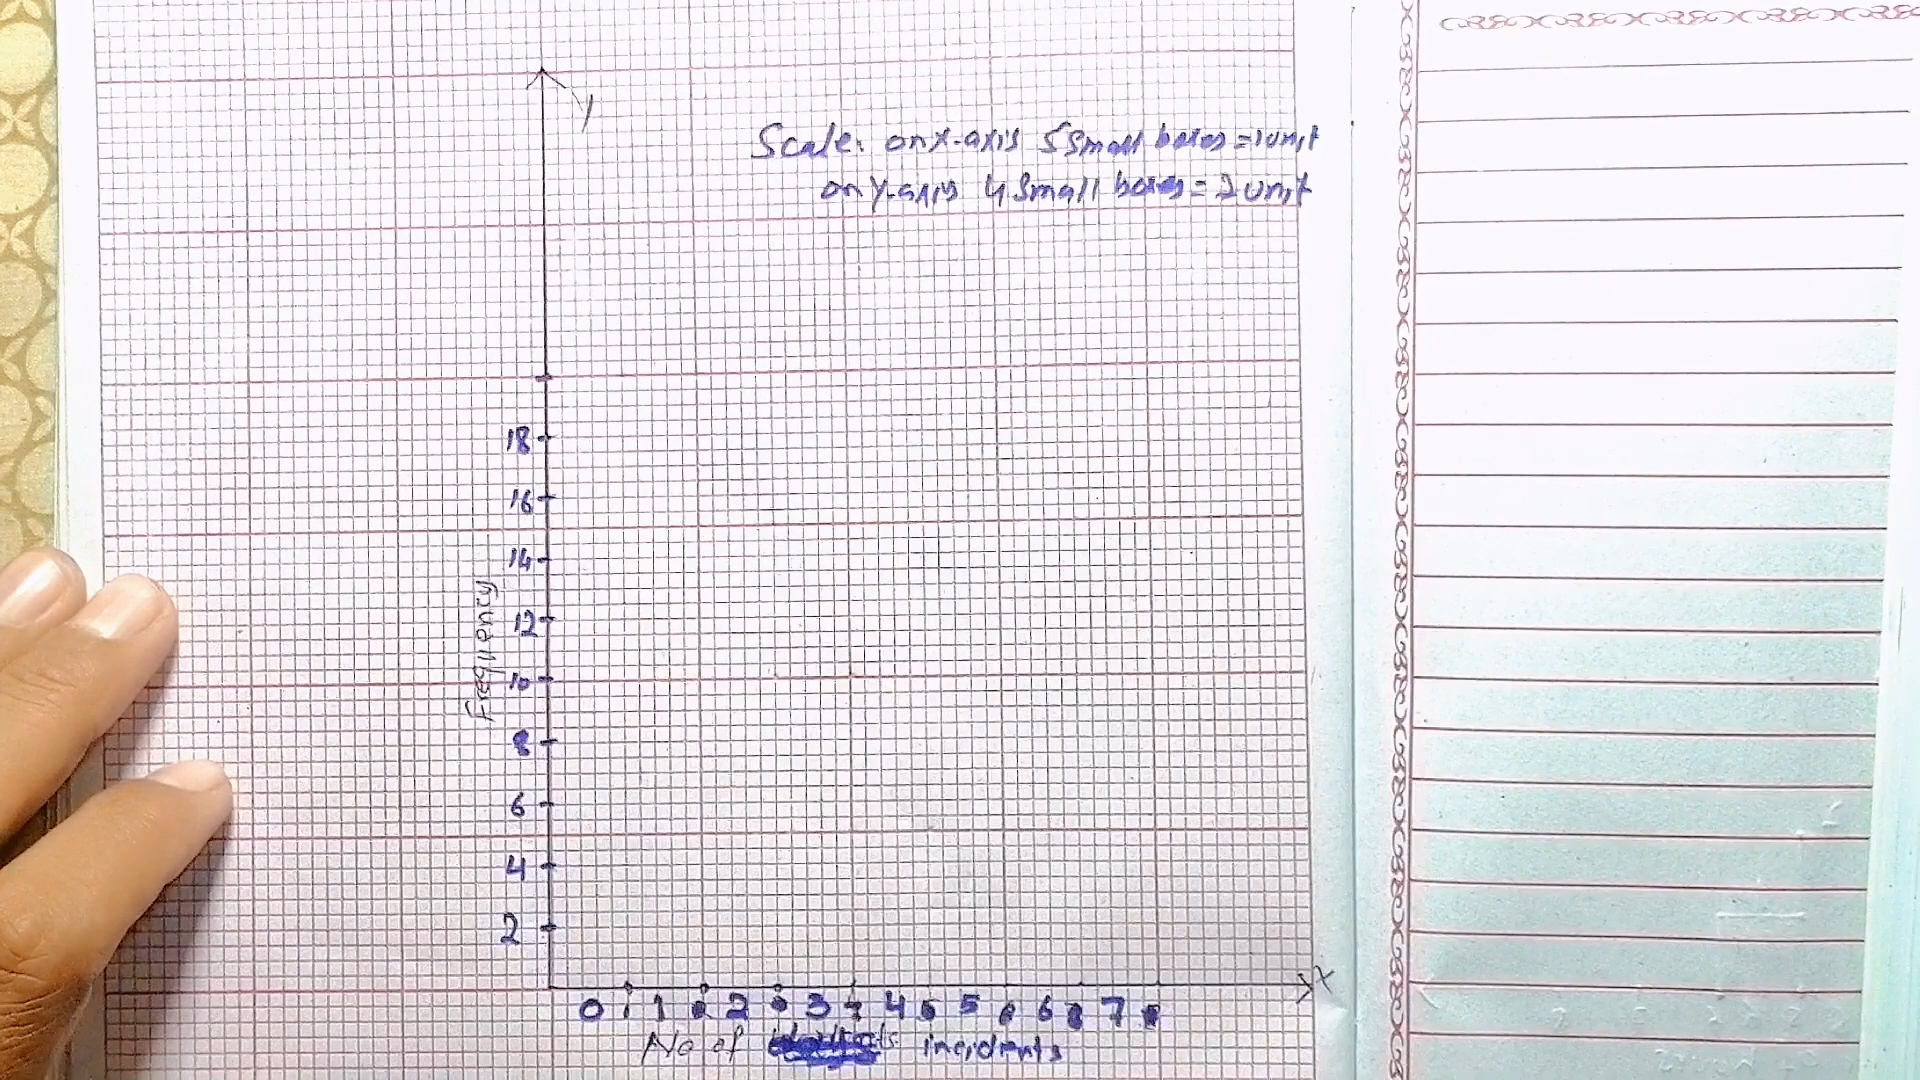 y
Scale: on x-axis 5 Small boxes = 1 unit
on y-axis 4 Small boxes = 2 unit
18
16
14
12
10
8
6
4
2
Frequency
x
0 1 2 3 4 5 6 7
No of incidents